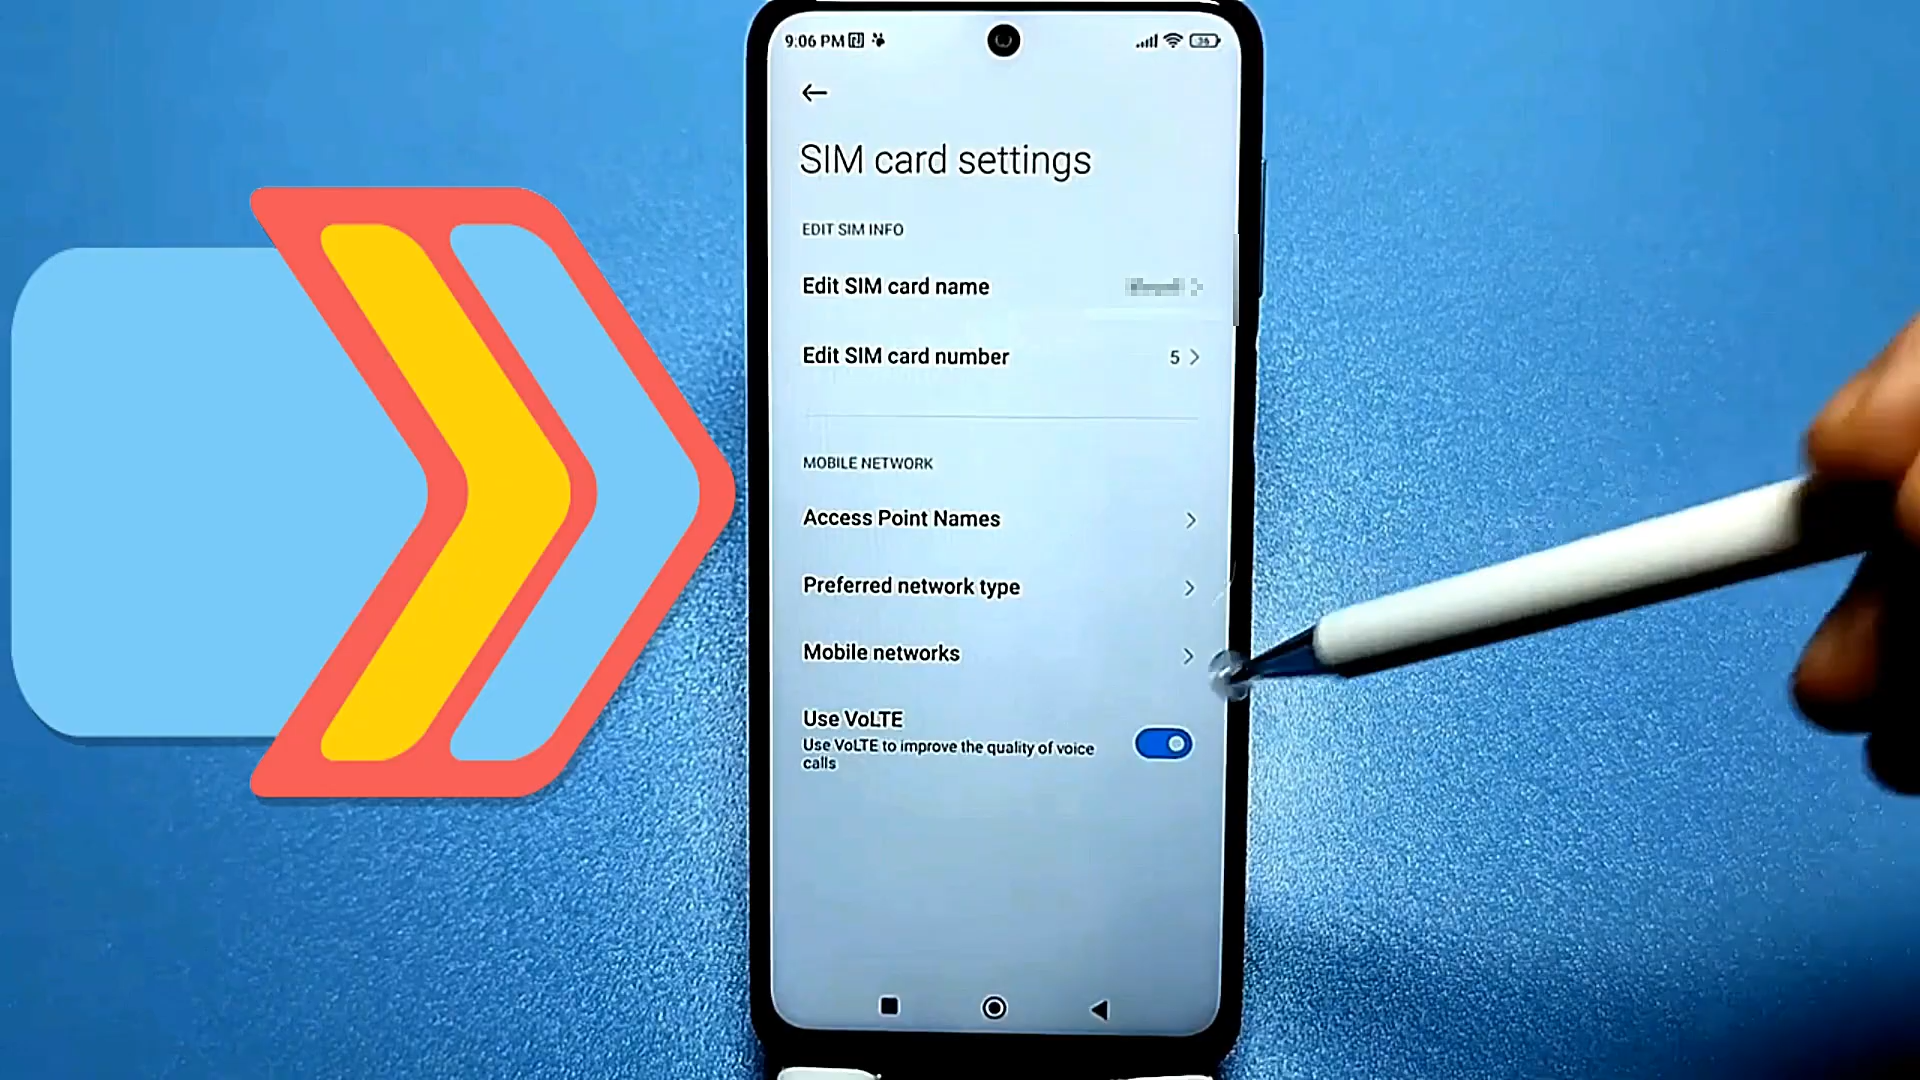 9:06 PM
36
SIM card settings
EDIT SIM INFO
Edit SIM card name
Edit SIM card number 5
MOBILE NETWORK
Access Point Names
Preferred network type
Mobile networks
Use VoLTE
Use VoLTE to improve the quality of voice
calls